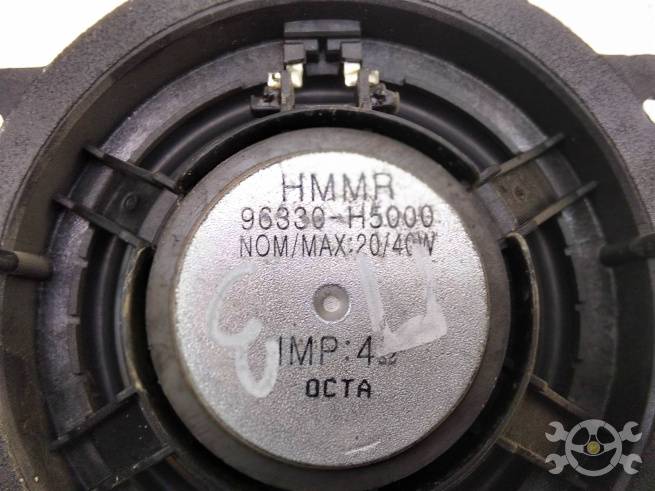 HMMR
96330-H5000
NOM/MAX:20/40W
IMP:4Ω
OCTA